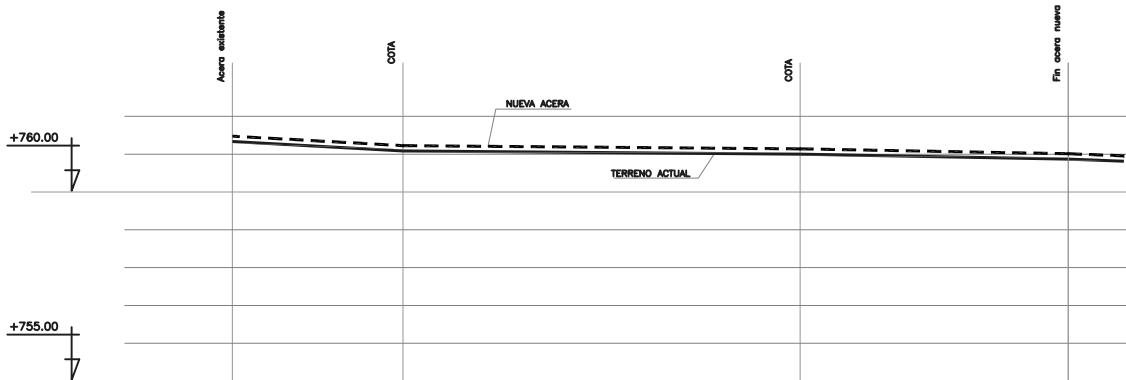 Acera existente
COTA
COTA
Fin acera nueva
NUEVA ACERA
+760.00
TERRENO ACTUAL
+755.00